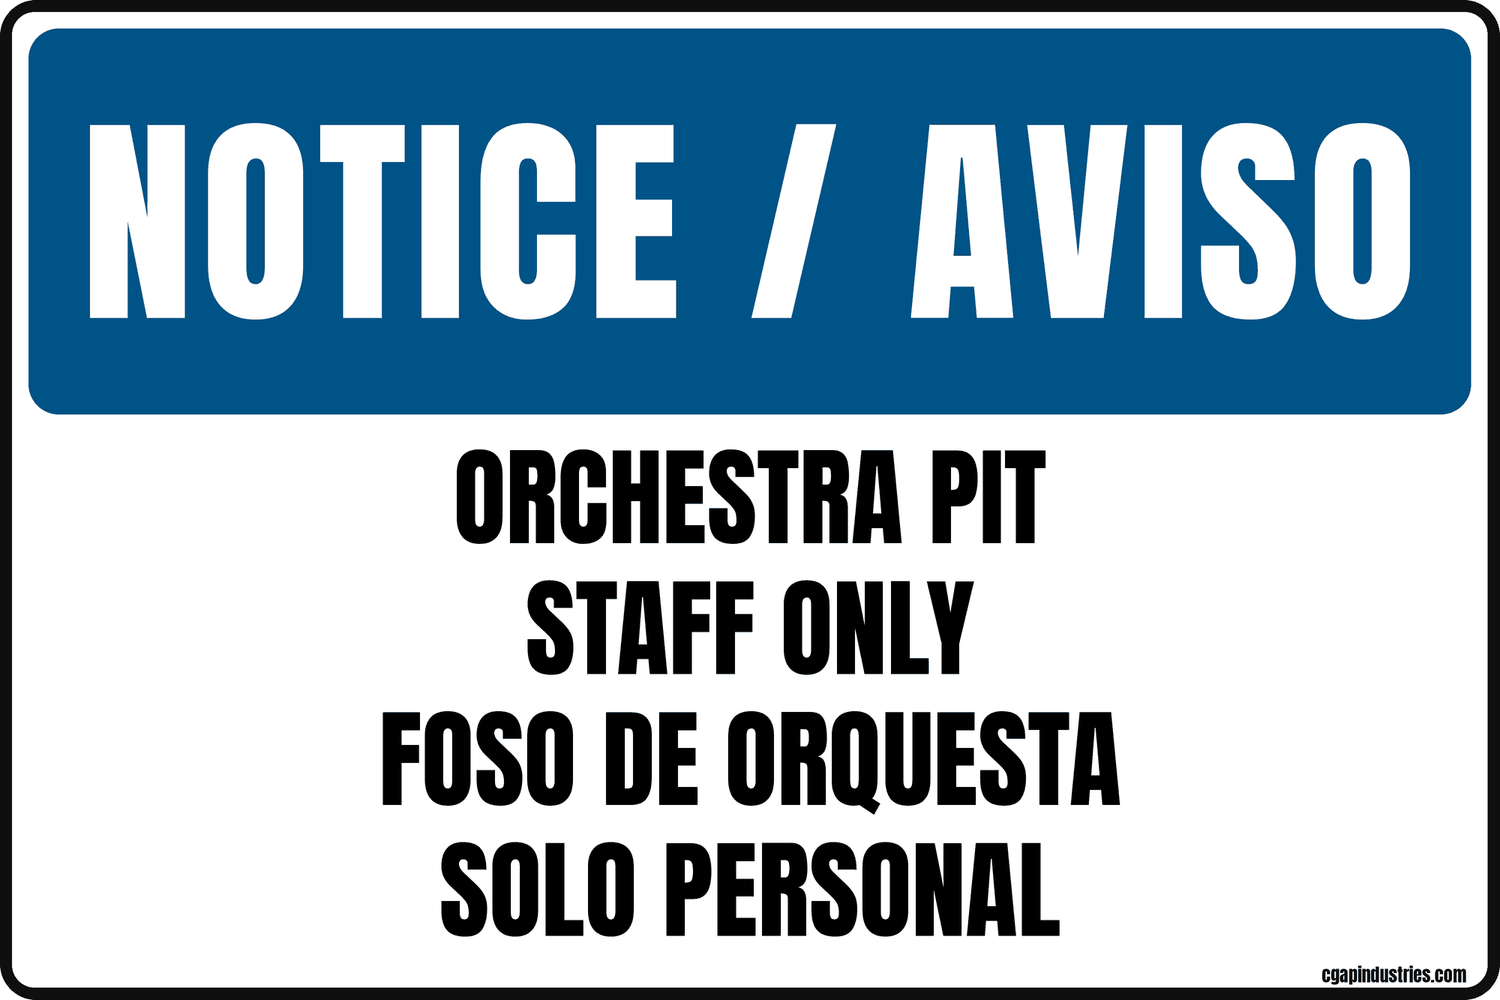 NOTICE / AVISO
ORCHESTRA PIT
STAFF ONLY
FOSO DE ORQUESTA
SOLO PERSONAL
cgapindustries.com